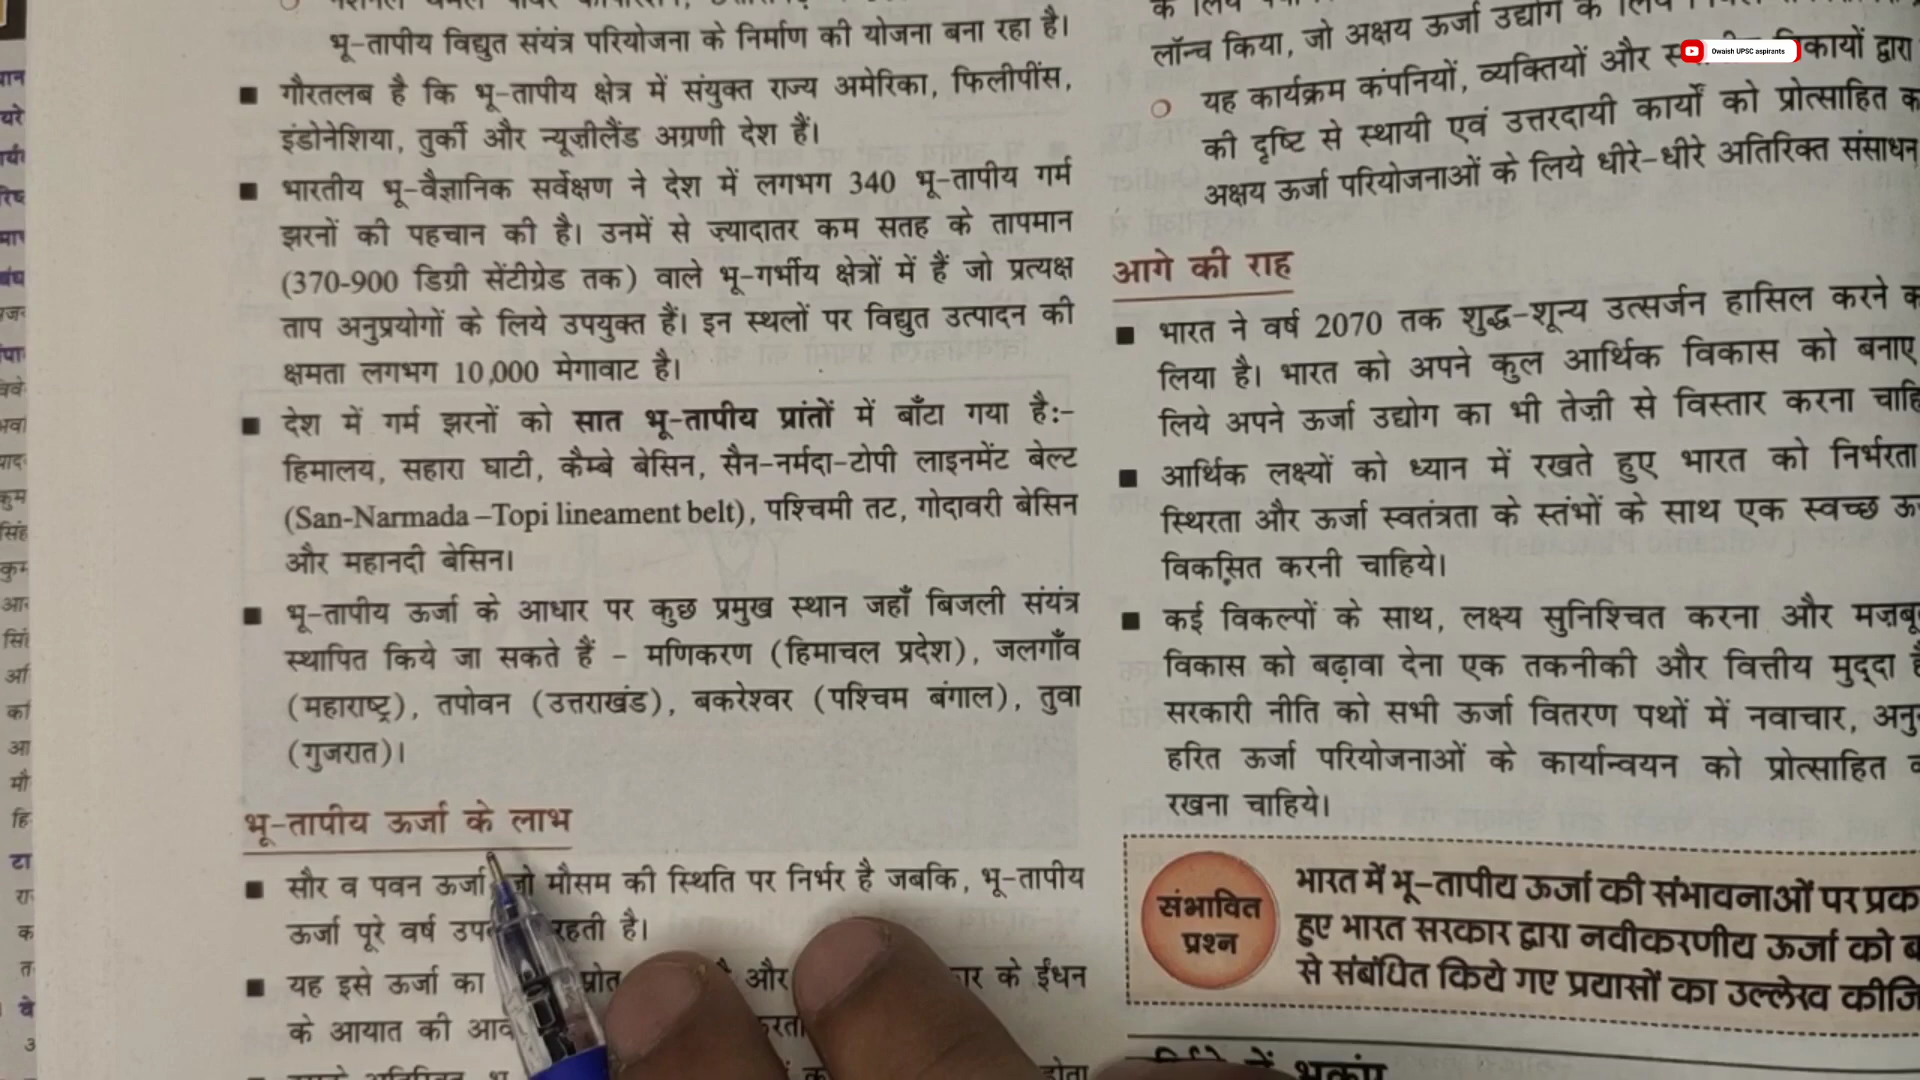 भू-तापीय विद्युत संयंत्र परियोजना के निर्माण की योजना बना रहा है।
■ गौरतलब है कि भू-तापीय क्षेत्र में संयुक्त राज्य अमेरिका, फिलीपींस,
इंडोनेशिया, तुर्की और न्यूज़ीलैंड अग्रणी देश हैं।
■ भारतीय भू-वैज्ञानिक सर्वेक्षण ने देश में लगभग 340 भू-तापीय गर्म
झरनों की पहचान की है। उनमें से ज़्यादातर कम सतह के तापमान
(370-900 डिग्री सेंटीग्रेड तक) वाले भू-गर्भीय क्षेत्रों में हैं जो प्रत्यक्ष
ताप अनुप्रयोगों के लिये उपयुक्त हैं। इन स्थलों पर विद्युत उत्पादन की
क्षमता लगभग 10,000 मेगावाट है।
■ देश में गर्म झरनों को सात भू-तापीय प्रांतों में बाँटा गया है:-
हिमालय, सहारा घाटी, कैम्बे बेसिन, सैन-नर्मदा-टोपी लाइनमेंट बेल्ट
(San-Narmada –Topi lineament belt), पश्चिमी तट, गोदावरी बेसिन
और महानदी बेसिन।
■ भू-तापीय ऊर्जा के आधार पर कुछ प्रमुख स्थान जहाँ बिजली संयंत्र
स्थापित किये जा सकते हैं – मणिकरण (हिमाचल प्रदेश), जलगाँव
(महाराष्ट्र), तपोवन (उत्तराखंड), बकरेश्वर (पश्चिम बंगाल), तुवा
(गुजरात)।
भू-तापीय ऊर्जा के लाभ
■ सौर व पवन ऊर्जा जो मौसम की स्थिति पर निर्भर है जबकि, भू-तापीय
ऊर्जा पूरे वर्ष रहती है।
■ यह इसे ऊर्जा का और के ईंधन
के आयात की
लॉन्च किया, जो अक्षय ऊर्जा उद्योग के
○ यह कार्यक्रम कंपनियों, व्यक्तियों और द्वारा
की दृष्टि से स्थायी एवं उत्तरदायी कार्यों को प्रोत्साहित
अक्षय ऊर्जा परियोजनाओं के लिये धीरे-धीरे अतिरिक्त संसाधन
आगे की राह
■ भारत ने वर्ष 2070 तक शुद्ध-शून्य उत्सर्जन हासिल करने
लिया है। भारत को अपने कुल आर्थिक विकास को बनाए
लिये अपने ऊर्जा उद्योग का भी तेज़ी से विस्तार करना
■ आर्थिक लक्ष्यों को ध्यान में रखते हुए भारत को निर्भरता
स्थिरता और ऊर्जा स्वतंत्रता के स्तंभों के साथ एक स्वच्छ
विकसित करनी चाहिये।
■ कई विकल्पों के साथ, लक्ष्य सुनिश्चित करना और
विकास को बढ़ावा देना एक तकनीकी और वित्तीय मुद्दा
सरकारी नीति को सभी ऊर्जा वितरण पथों में नवाचार,
हरित ऊर्जा परियोजनाओं के कार्यान्वयन को प्रोत्साहित
रखना चाहिये।
संभावित
प्रश्न
भारत में भू-तापीय ऊर्जा की संभावनाओं पर
हुए भारत सरकार द्वारा नवीकरणीय ऊर्जा को
से संबंधित किये गए प्रयासों का उल्लेख
Owaish UPSC aspirants